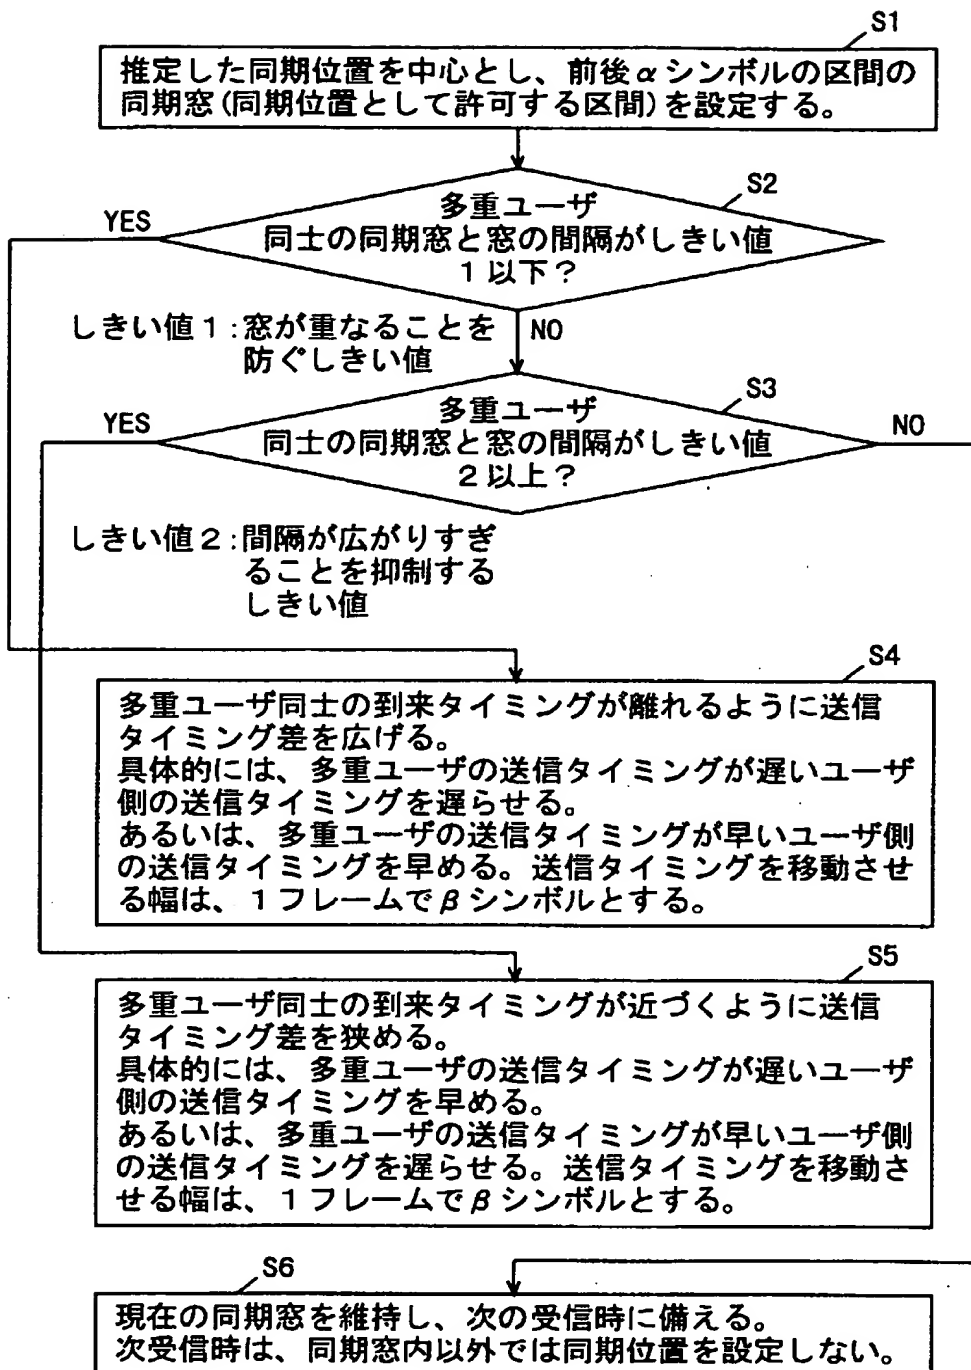 S1
推定した同期位置を中心とし、前後αシンボルの区間の
同期窓(同期位置として許可する区間)を設定する。
S2
多重ユーザ
同士の同期窓と窓の間隔がしきい値
1以下?
YES
NO
しきい値1:窓が重なることを
防ぐしきい値
S3
多重ユーザ
同士の同期窓と窓の間隔がしきい値
2以上?
YES
NO
しきい値2:間隔が広がりすぎ
ることを抑制する
しきい値
S4
多重ユーザ同士の到来タイミングが離れるように送信
タイミング差を広げる。
具体的には、多重ユーザの送信タイミングが遅いユーザ
側の送信タイミングを遅らせる。
あるいは、多重ユーザの送信タイミングが早いユーザ側
の送信タイミングを早める。送信タイミングを移動させ
る幅は、1フレームでβシンボルとする。
S5
多重ユーザ同士の到来タイミングが近づくように送信
タイミング差を狭める。
具体的には、多重ユーザの送信タイミングが遅いユーザ
側の送信タイミングを早める。
あるいは、多重ユーザの送信タイミングが早いユーザ側
の送信タイミングを遅らせる。送信タイミングを移動さ
せる幅は、1フレームでβシンボルとする。
S6
現在の同期窓を維持し、次の受信時に備える。
次受信時は、同期窓内以外では同期位置を設定しない。